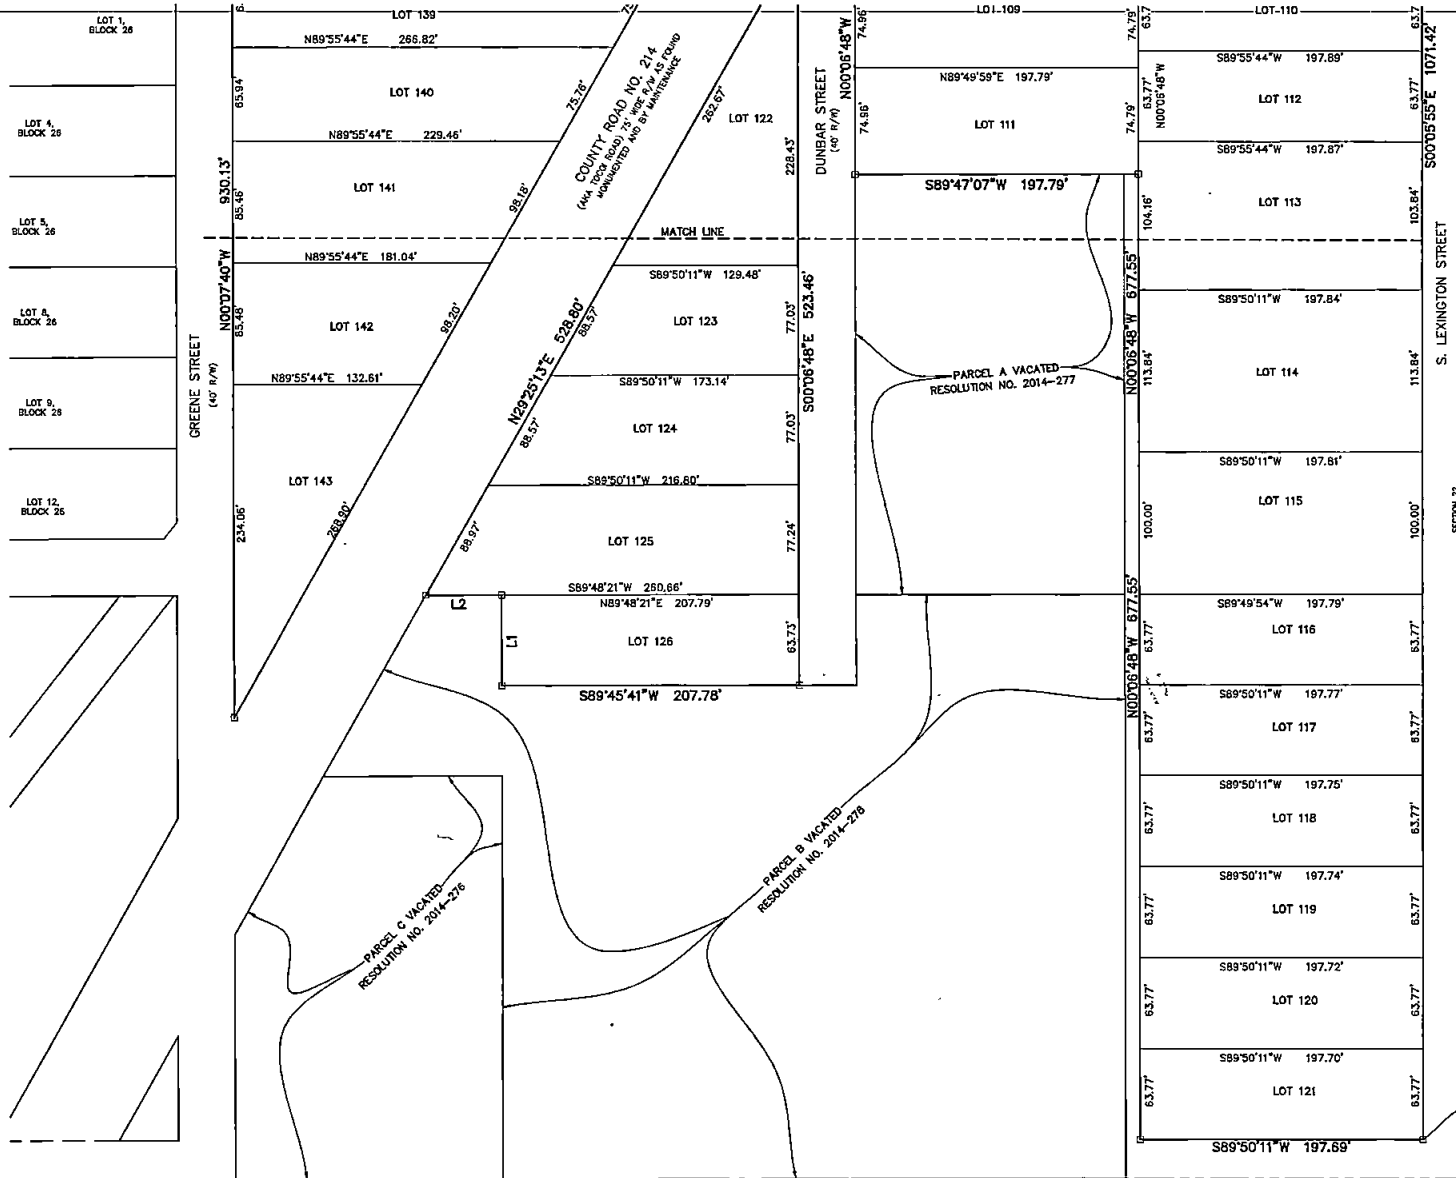 LOT 1,
BLOCK 26
LOT 4,
BLOCK 26
LOT 5,
BLOCK 26
LOT 8,
BLOCK 26
LOT 9,
BLOCK 26
LOT 12,
BLOCK 26
GREENE STREET
(40' R/W)
N00°07'40"W 930.13'
65.94'
85.46'
85.48'
234.06'
LOT 139
N89°55'44"E 266.82'
LOT 140
N89°55'44"E 229.46'
LOT 141
N89°55'44"E 181.04'
LOT 142
N89°55'44"E 132.61'
LOT 143
75.76'
98.18'
98.20'
268.90'
COUNTY ROAD NO. 214
(AKA TOCOI ROAD) 75' WIDE R/W AS FOUND
MONUMENTED AND BY MAINTENANCE
262.67'
N29°25'13"E 528.80'
88.57'
88.57'
88.97'
LOT 122
228.43'
MATCH LINE
S89°50'11"W 129.48'
LOT 123
77.03'
S89°50'11"W 173.14'
LOT 124
77.03'
S89°50'11"W 216.80'
LOT 125
77.24'
S89°48'21"W 260.66'
N89°48'21"E 207.79'
L2
L1
LOT 126
63.73'
S89°45'41"W 207.78'
S00°06'48"E 523.46'
DUNBAR STREET
(40' R/W)
N00°06'48"W
74.96'
74.96'
LOT 109
74.79'
N89°49'59"E 197.79'
LOT 111
74.79'
S89°47'07"W 197.79'
PARCEL A VACATED
RESOLUTION NO. 2014-277
N00°06'48"W 677.55'
N00°06'48"W 677.55'
PARCEL B VACATED
RESOLUTION NO. 2014-278
PARCEL C VACATED
RESOLUTION NO. 2014-276
LOT 110
63.7
63.7
S89°55'44"W 197.89'
63.77'
N00°06'48"W
LOT 112
63.77'
S89°55'44"W 197.87'
104.16'
LOT 113
103.84'
S89°50'11"W 197.84'
113.84'
LOT 114
113.84'
S89°50'11"W 197.81'
100.00'
LOT 115
100.00'
S89°49'54"W 197.79'
63.77'
LOT 116
63.77'
S89°50'11"W 197.77'
63.77'
LOT 117
63.77'
S89°50'11"W 197.75'
63.77'
LOT 118
63.77'
S89°50'11"W 197.74'
63.77'
LOT 119
63.77'
S89°50'11"W 197.72'
63.77'
LOT 120
63.77'
S89°50'11"W 197.70'
63.77'
LOT 121
63.77'
S89°50'11"W 197.69'
S00°05'55"E 1071.42'
S. LEXINGTON STREET